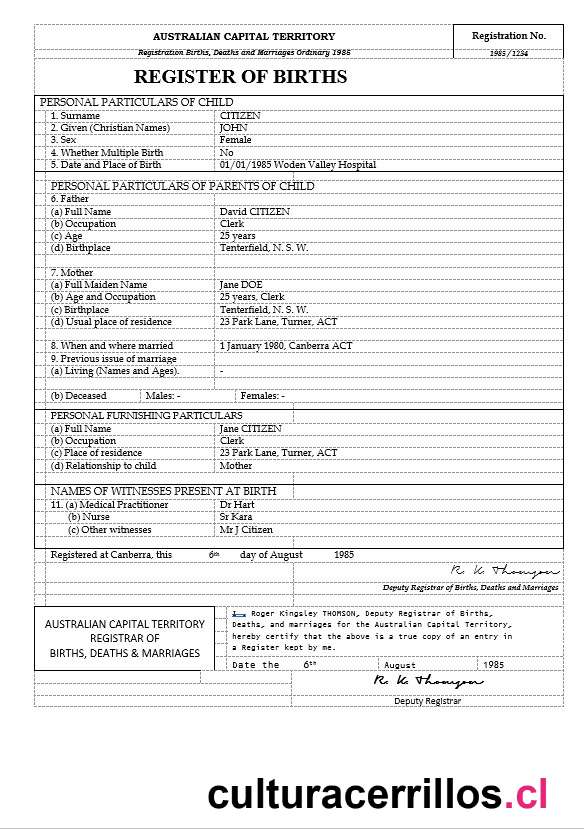 AUSTRALIAN CAPITAL TERRITORY
Registration Births, Deaths and Marriages Ordinary 1986
Registration No.
1985/1234
REGISTER OF BIRTHS
PERSONAL PARTICULARS OF CHILD
1. Surname CITIZEN
2. Given (Christian Names) JOHN
3. Sex Female
4. Whether Multiple Birth No
5. Date and Place of Birth 01/01/1985 Woden Valley Hospital
PERSONAL PARTICULARS OF PARENTS OF CHILD
6. Father
(a) Full Name David CITIZEN
(b) Occupation Clerk
(c) Age 25 years
(d) Birthplace Tenterfield, N. S. W.
7. Mother
(a) Full Maiden Name Jane DOE
(b) Age and Occupation 25 years, Clerk
(c) Birthplace Tenterfield, N. S. W.
(d) Usual place of residence 23 Park Lane, Turner, ACT
8. When and where married 1 January 1980, Canberra ACT
9. Previous issue of marriage
(a) Living (Names and Ages). -
(b) Deceased Males: - Females: -
PERSONAL FURNISHING PARTICULARS
(a) Full Name Jane CITIZEN
(b) Occupation Clerk
(c) Place of residence 23 Park Lane, Turner, ACT
(d) Relationship to child Mother
NAMES OF WITNESSES PRESENT AT BIRTH
11. (a) Medical Practitioner Dr Hart
(b) Nurse Sr Kara
(c) Other witnesses Mr J Citizen
Registered at Canberra, this 6th day of August 1985
R. K. Thomson
Deputy Registrar of Births, Deaths and Marriages
AUSTRALIAN CAPITAL TERRITORY
REGISTRAR OF
BIRTHS, DEATHS & MARRIAGES
I, Roger Kingsley THOMSON, Deputy Registrar of Births,
Deaths, and marriages for the Australian Capital Territory,
hereby certify that the above is a true copy of an entry in
a Register kept by me.
Date the 6th August 1985
R. K. Thomson
Deputy Registrar
culturacerrillos.cl